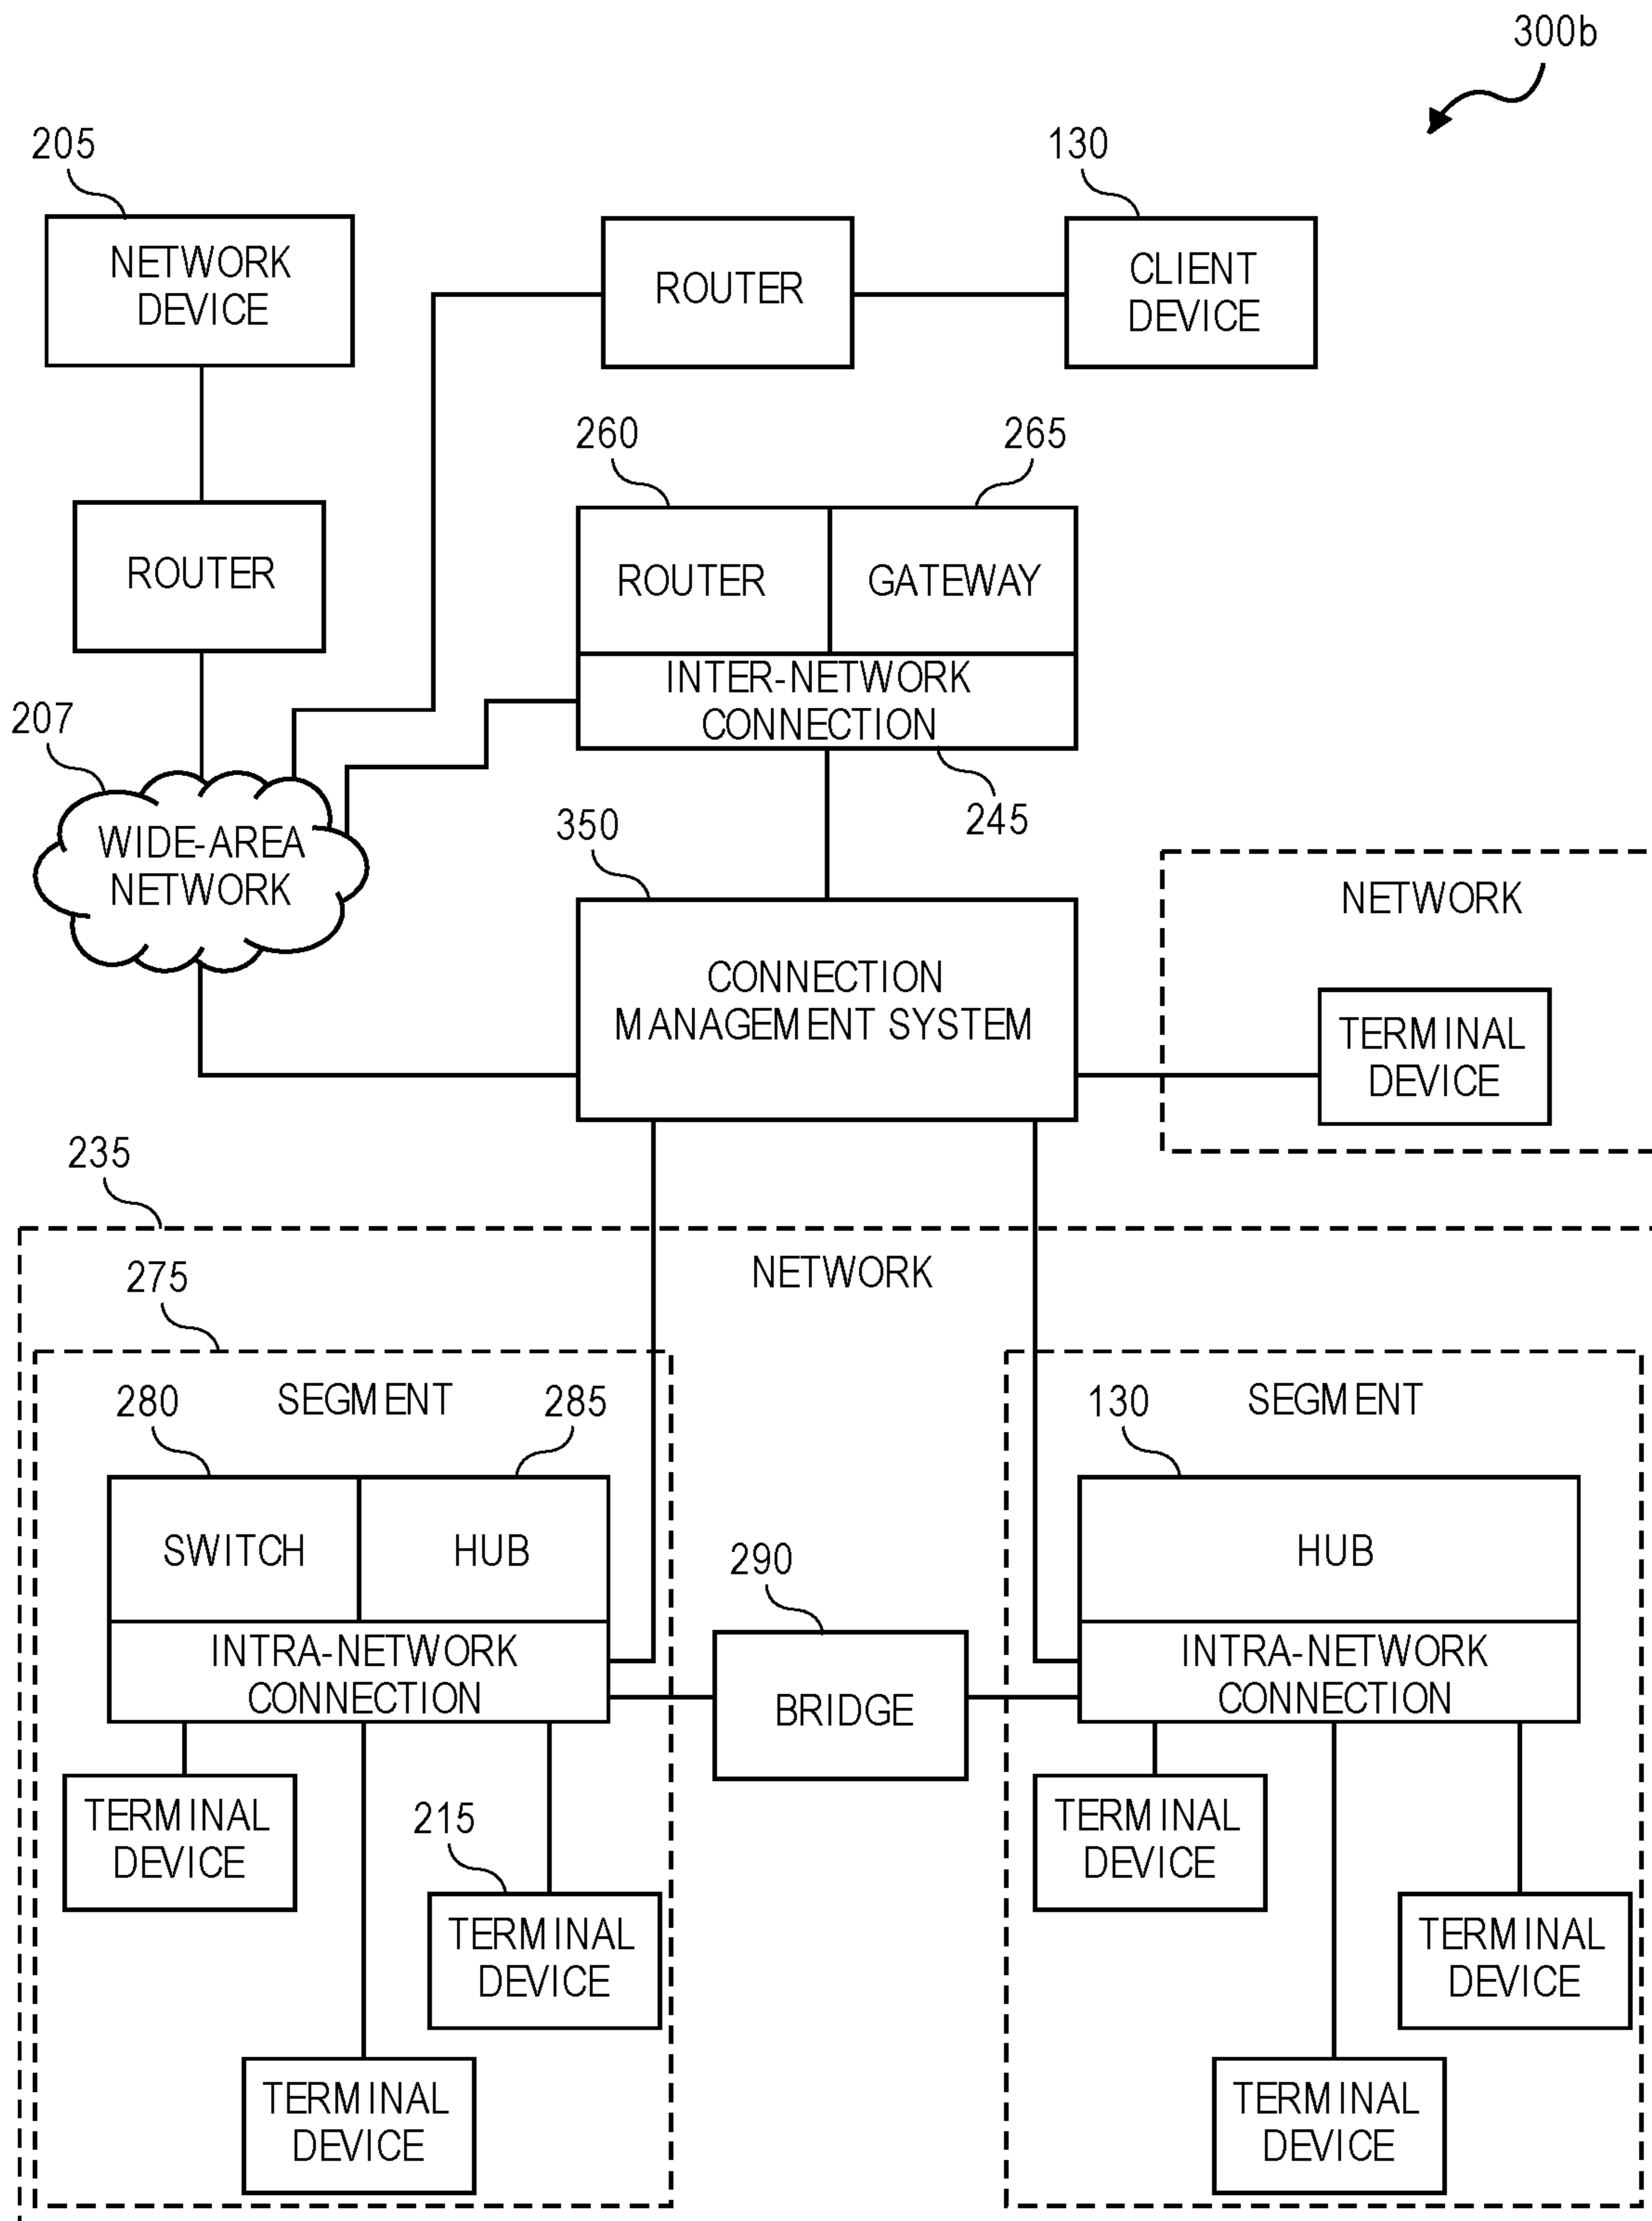 300b
205
130
NETWORK
DEVICE
ROUTER
CLIENT
DEVICE
260
265
ROUTER
ROUTER
GATEWAY
INTER-NETWORK
CONNECTION
207
245
350
WIDE-AREA
NETWORK
NETWORK
CONNECTION
MANAGEMENT SYSTEM
TERMINAL
DEVICE
235
NETWORK
275
SEGMENT
280
285
SEGMENT
130
SWITCH
HUB
290
HUB
INTRA-NETWORK
CONNECTION
BRIDGE
INTRA-NETWORK
CONNECTION
TERMINAL
DEVICE
215
TERMINAL
DEVICE
TERMINAL
DEVICE
TERMINAL
DEVICE
TERMINAL
DEVICE
TERMINAL
DEVICE